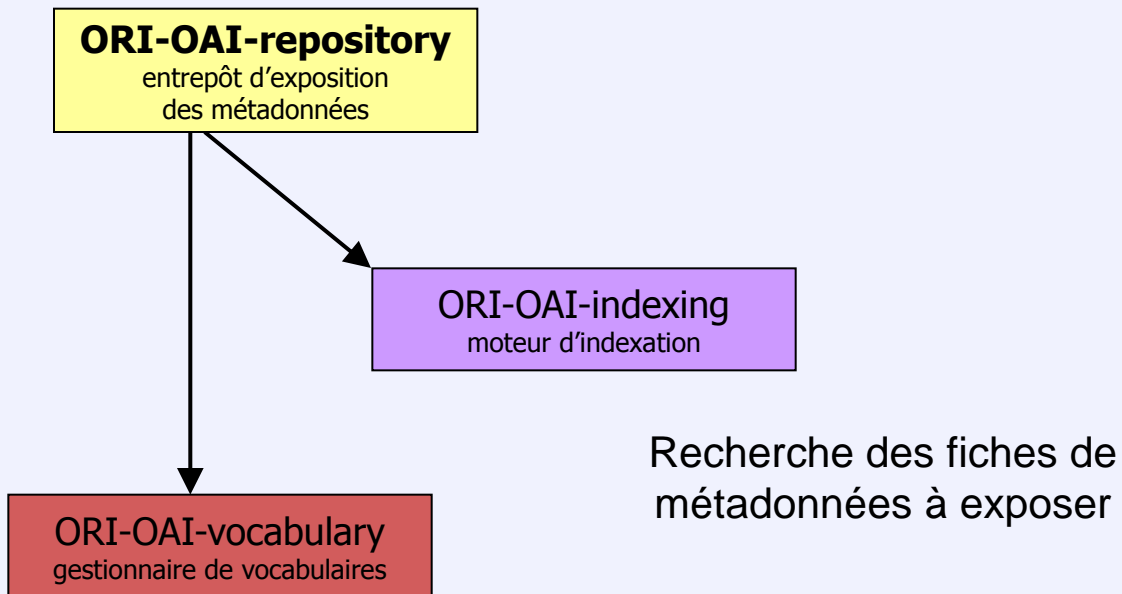 ORI-OAI-repository
entrepôt d’exposition
des métadonnées
ORI-OAI-indexing
moteur d’indexation
Recherche des fiches de
métadonnées à exposer
ORI-OAI-vocabulary
gestionnaire de vocabulaires